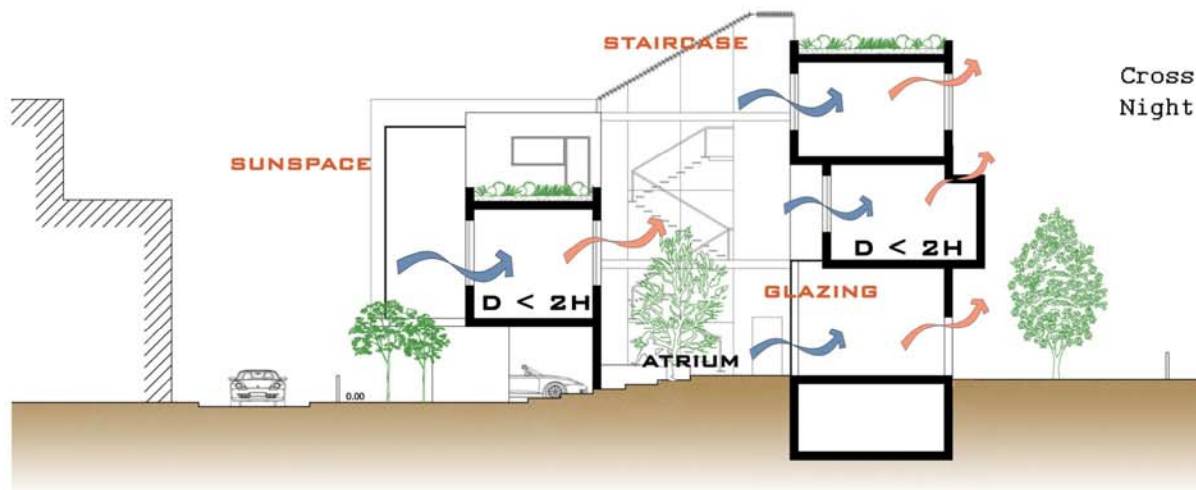 STAIRCASE
Cross
Night
SUNSPACE
D < 2H
D < 2H
GLAZING
ATRIUM
0.00